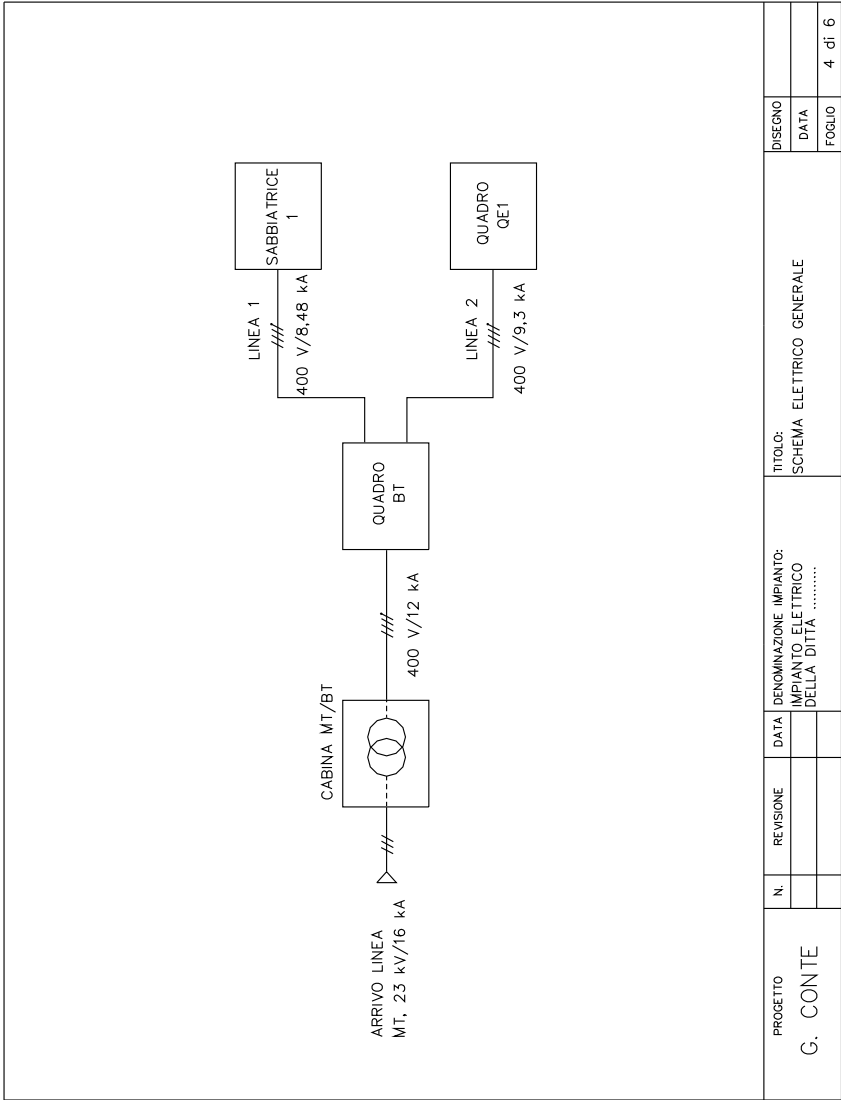 ARRIVO LINEA
MT, 23 kV/16 kA
CABINA MT/BT
400 V/12 kA
QUADRO
BT
LINEA 1
400 V/8,48 kA
SABBIATRICE
1
LINEA 2
400 V/9,3 kA
QUADRO
QE1
PROGETTO
G. CONTE
N.
REVISIONE
DATA
DENOMINAZIONE IMPIANTO:
IMPIANTO ELETTRICO
DELLA DITTA ..........
TITOLO:
SCHEMA ELETTRICO GENERALE
DISEGNO
DATA
FOGLIO
4 di 6